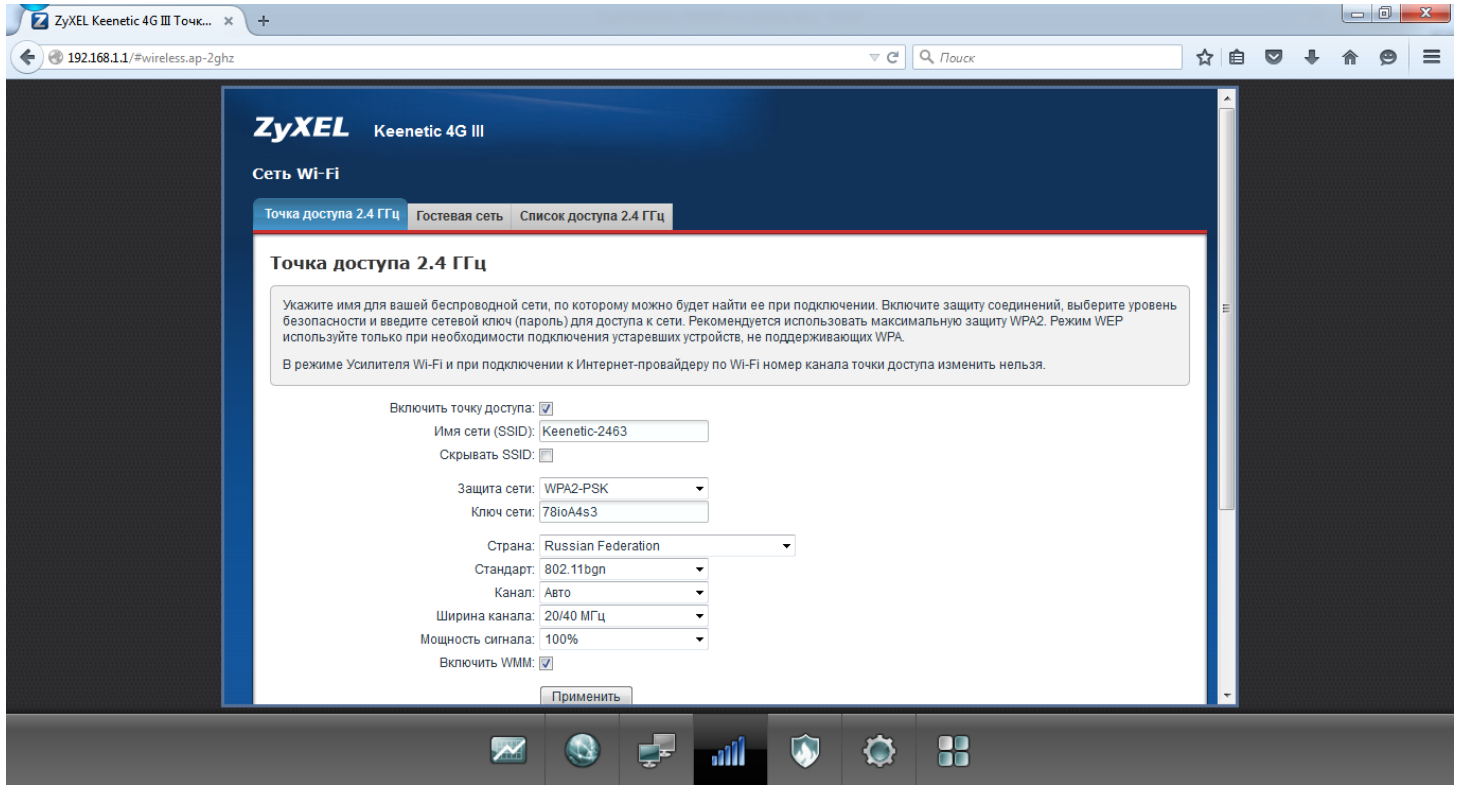 ZyXEL Keenetic 4G III Точк...
192.168.1.1/#wireless.ap-2ghz
Поиск
ZyXEL Keenetic 4G III
Сеть Wi-Fi
Точка доступа 2.4 ГГц Гостевая сеть Список доступа 2.4 ГГц
Точка доступа 2.4 ГГц
Укажите имя для вашей беспроводной сети, по которому можно будет найти ее при подключении. Включите защиту соединений, выберите уровень
безопасности и введите сетевой ключ (пароль) для доступа к сети. Рекомендуется использовать максимальную защиту WPA2. Режим WEP
используйте только при необходимости подключения устаревших устройств, не поддерживающих WPA.
В режиме Усилителя Wi-Fi и при подключении к Интернет-провайдеру по Wi-Fi номер канала точки доступа изменить нельзя.
Включить точку доступа:
Имя сети (SSID): Keenetic-2463
Скрывать SSID:
Защита сети: WPA2-PSK
Ключ сети: 78ioA4s3
Страна: Russian Federation
Стандарт: 802.11bgn
Канал: Авто
Ширина канала: 20/40 МГц
Мощность сигнала: 100%
Включить WMM:
Применить